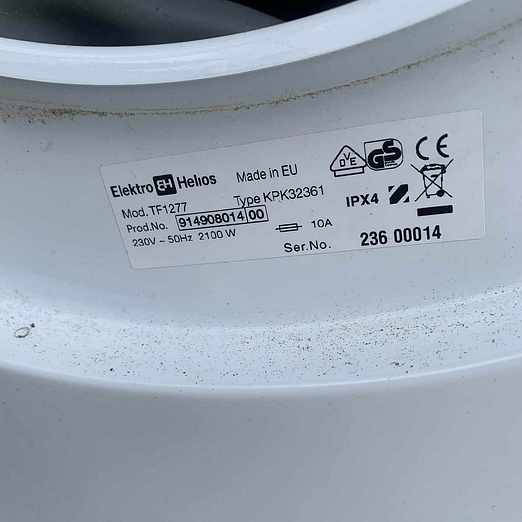 Elektro EH Helios Made in EU
VDE GS CE
Mod. TF1277 Type KPK32361 IPX4
Prod.No. 914908014 00
230V ~ 50Hz 2100 W 10A
Ser.No. 236 00014